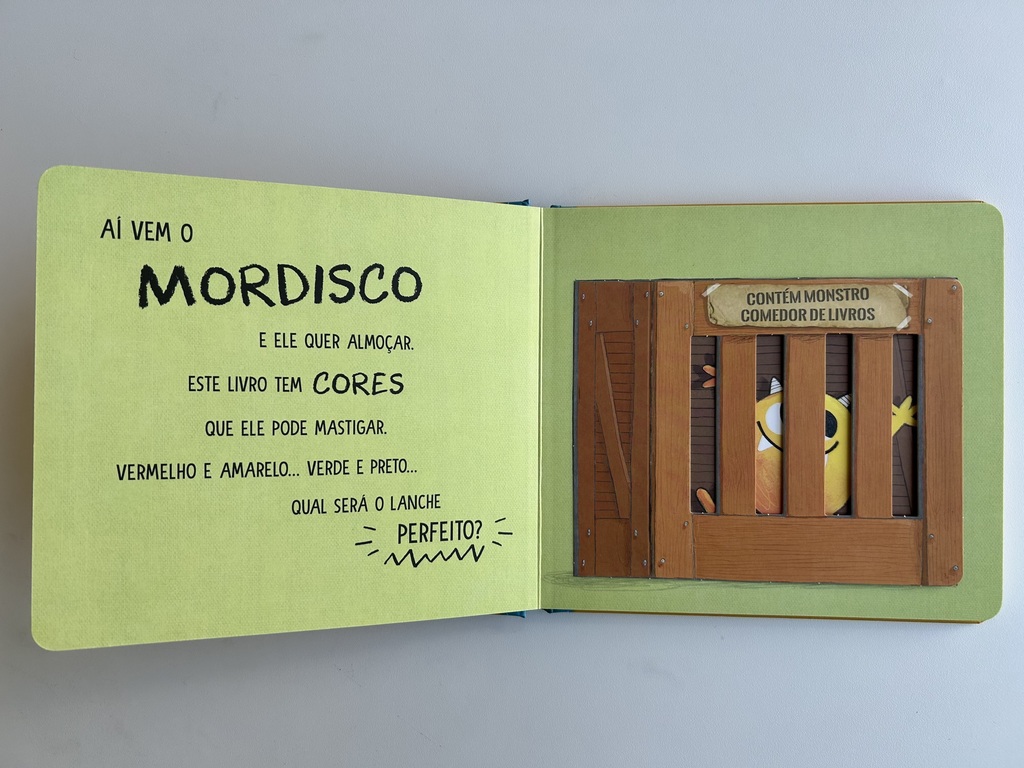 AÍ VEM O
MORDISCO
E ELE QUER ALMOÇAR.
ESTE LIVRO TEM CORES
QUE ELE PODE MASTIGAR.
VERMELHO E AMARELO... VERDE E PRETO...
QUAL SERÁ O LANCHE
PERFEITO?
CONTÉM MONSTRO
COMEDOR DE LIVROS